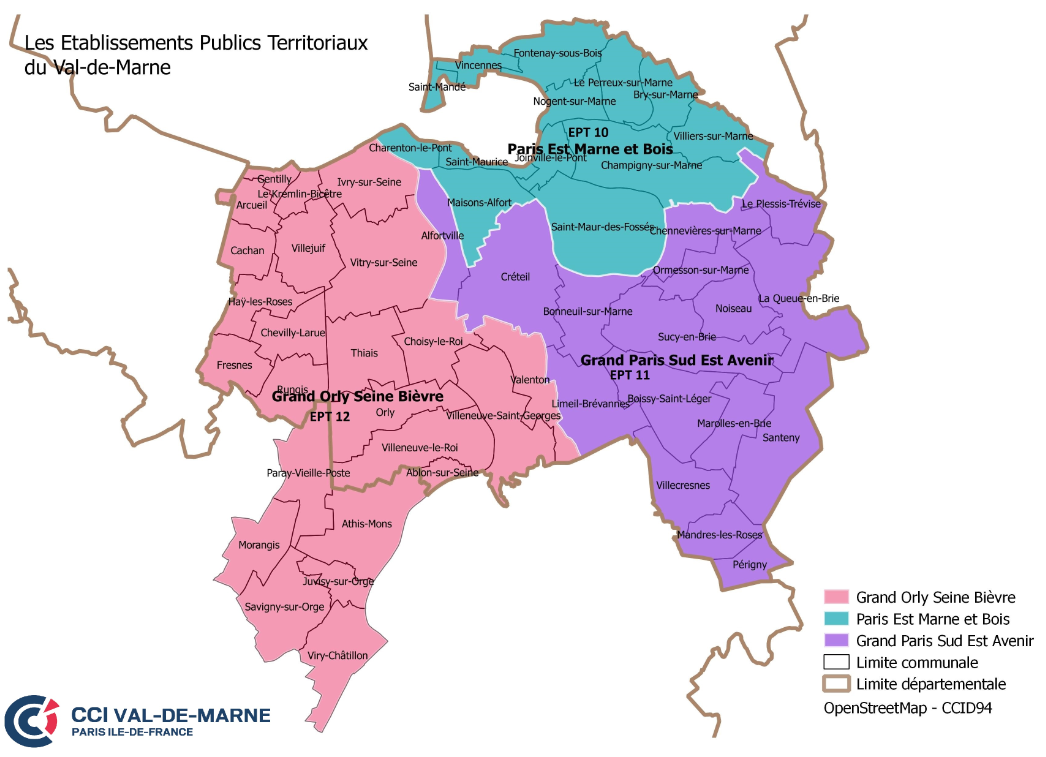 Les Etablissements Publics Territoriaux
du Val-de-Marne
Fontenay-sous-Bois
Vincennes
Saint-Mandé
Le Perreux-sur-Marne
Bry-sur-Marne
Nogent-sur-Marne
EPT 10
Paris Est Marne et Bois
Villiers-sur-Marne
Charenton-le-Pont
Saint-Maurice
Joinville-le-Pont
Champigny-sur-Marne
Gentilly
Le-Kremlin-Bicêtre
Ivry-sur-Seine
Arcueil
Maisons-Alfort
Le Plessis-Trévise
Saint-Maur-des-Fossés
Chennevières-sur-Marne
Alfortville
Cachan
Villejuif
Vitry-sur-Seine
Créteil
Ormesson-sur-Marne
Haÿ-les-Roses
La Queue-en-Brie
Bonneuil-sur-Marne
Noiseau
Chevilly-Larue
Choisy-le-Roi
Sucy-en-Brie
Thiais
Grand Paris Sud Est Avenir
EPT 11
Fresnes
Valenton
Rungis
Grand Orly Seine Bièvre
EPT 12
Orly
Limeil-Brévannes
Boissy-Saint-Léger
Villeneuve-Saint-Georges
Marolles-en-Brie
Santeny
Villeneuve-le-Roi
Paray-Vieille-Poste
Ablon-sur-Seine
Villecresnes
Athis-Mons
Mandres-les-Roses
Morangis
Périgny
Juvisy-sur-Orge
Savigny-sur-Orge
Viry-Châtillon
Grand Orly Seine Bièvre
Paris Est Marne et Bois
Grand Paris Sud Est Avenir
Limite communale
Limite départementale
OpenStreetMap - CCID94
CCI VAL-DE-MARNE
PARIS ILE-DE-FRANCE